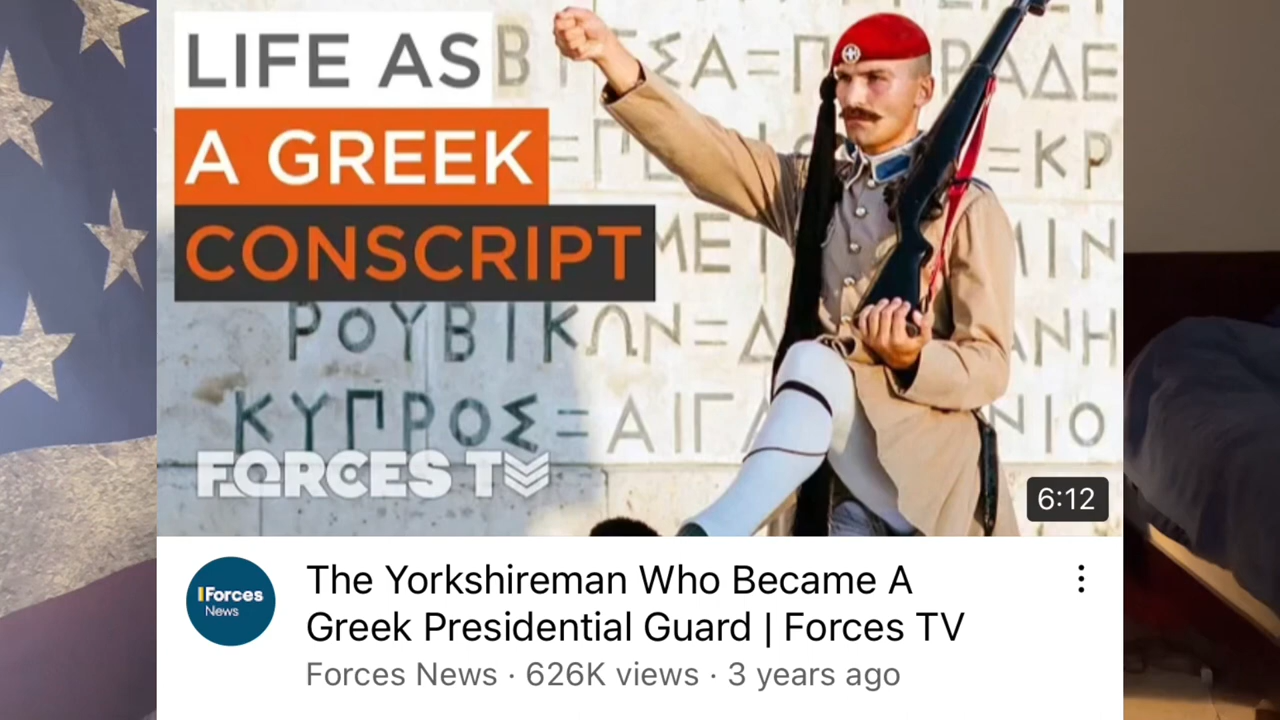 LIFE AS
A GREEK
CONSCRIPT
ΡΟΥΒΙΚΩΝ=
ΚΥΠΡΟΣ=
FORCES TV
6:12
Forces
News
The Yorkshireman Who Became A
Greek Presidential Guard | Forces TV
Forces News · 626K views · 3 years ago